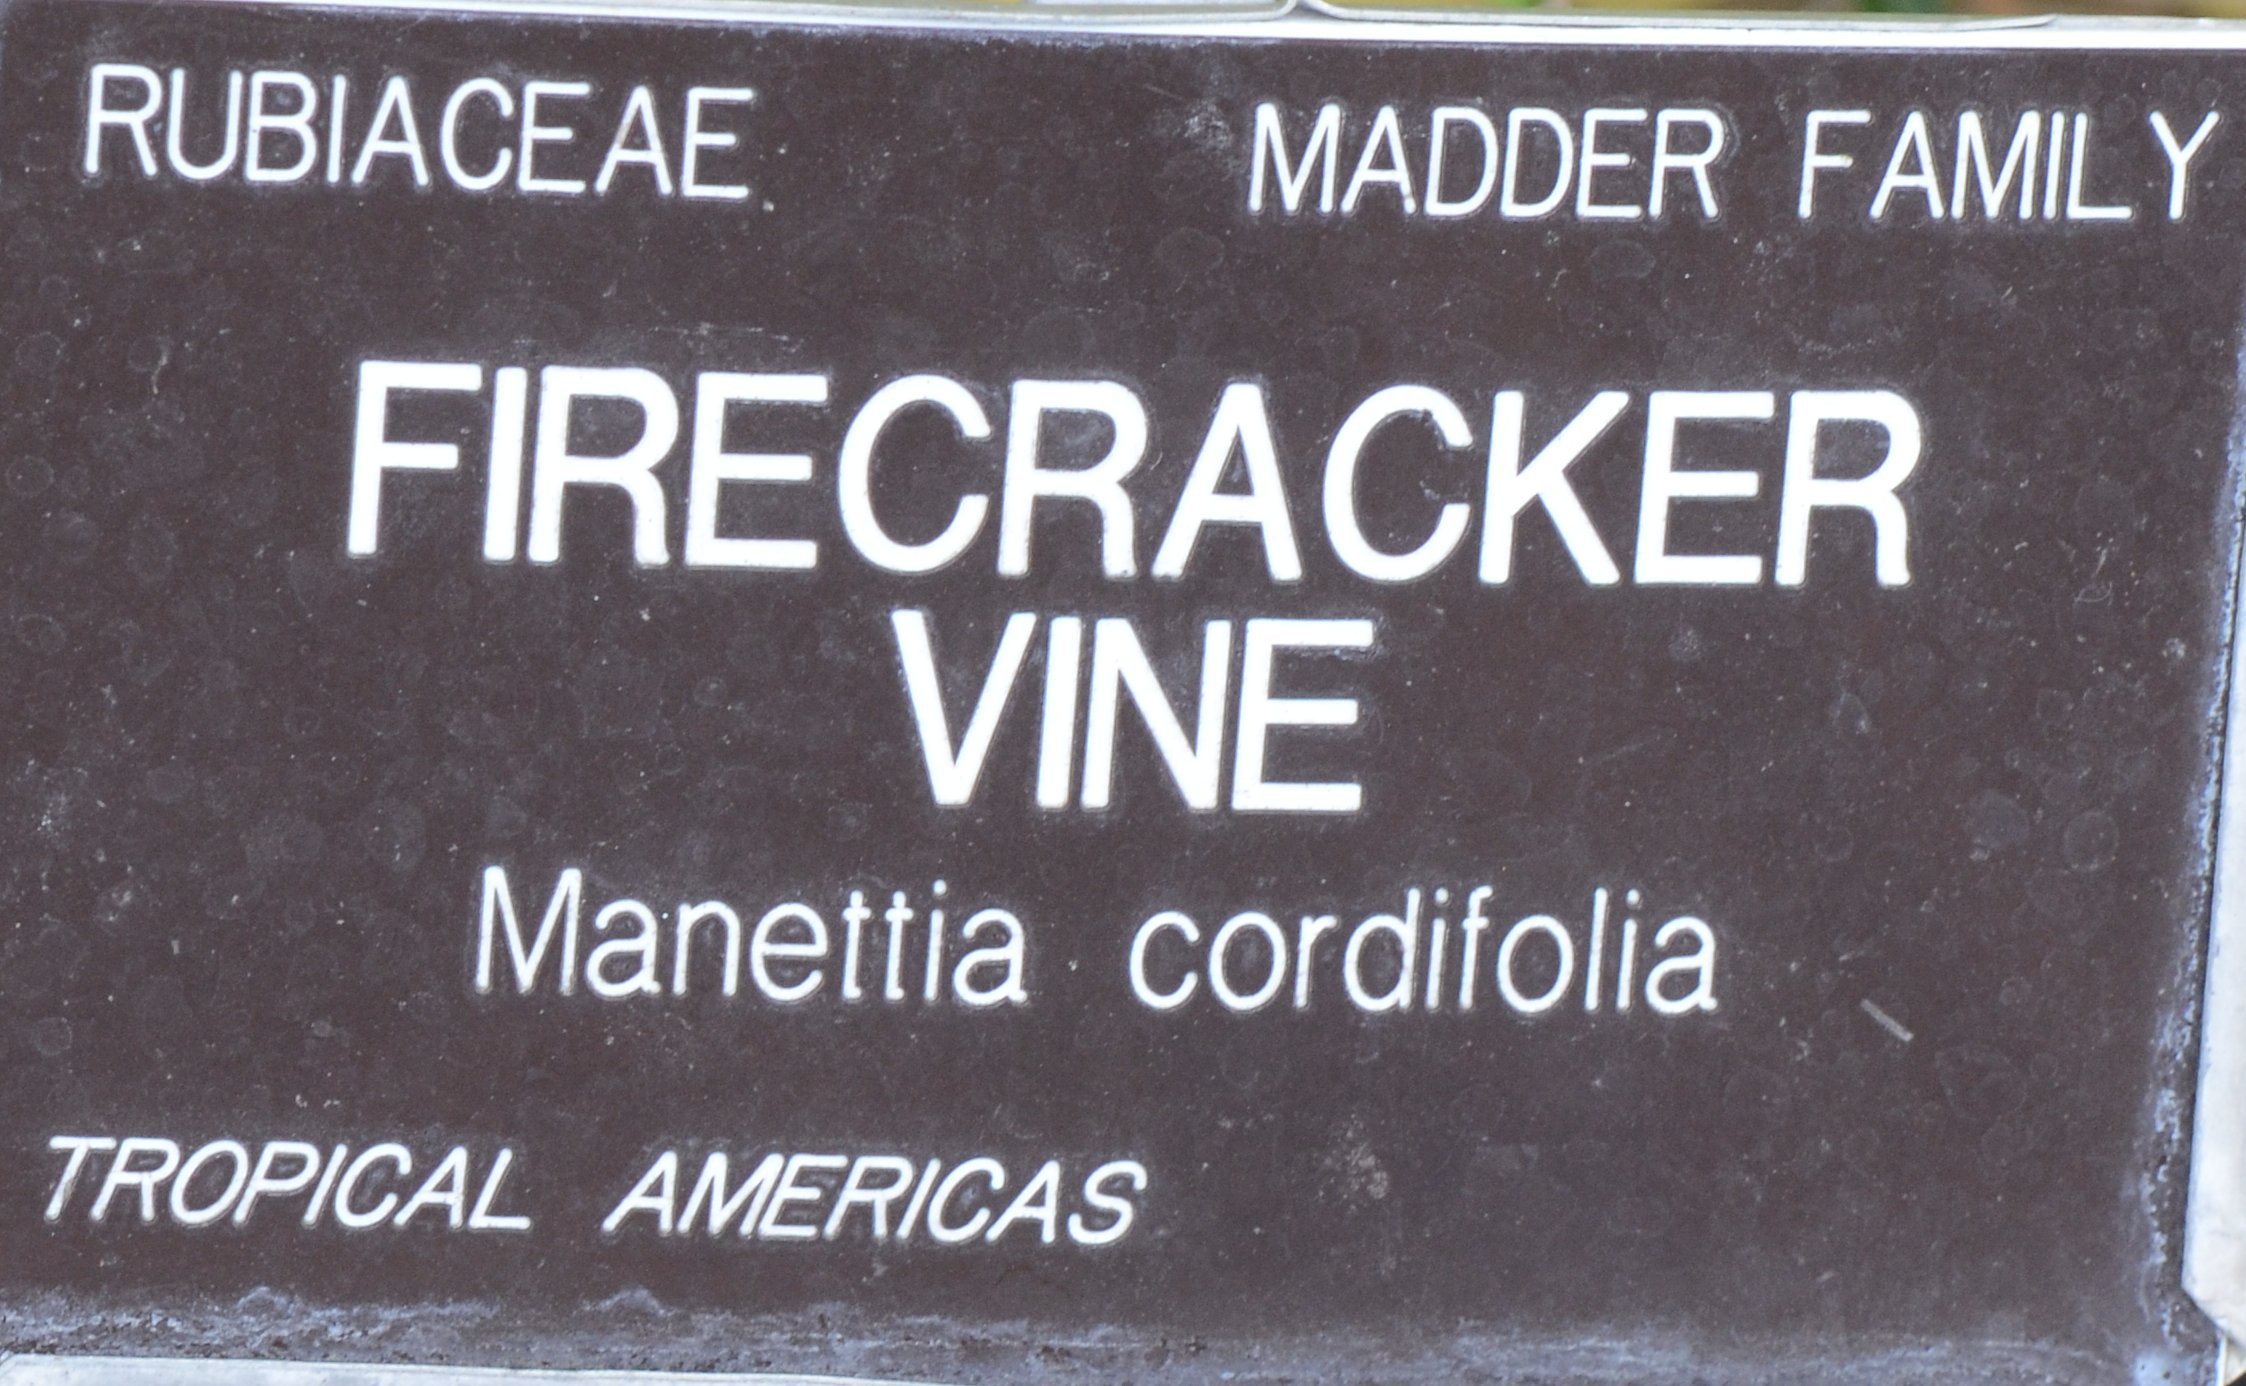 RUBIACEAE MADDER FAMILY
FIRECRACKER
VINE
Manettia cordifolia
TROPICAL AMERICAS